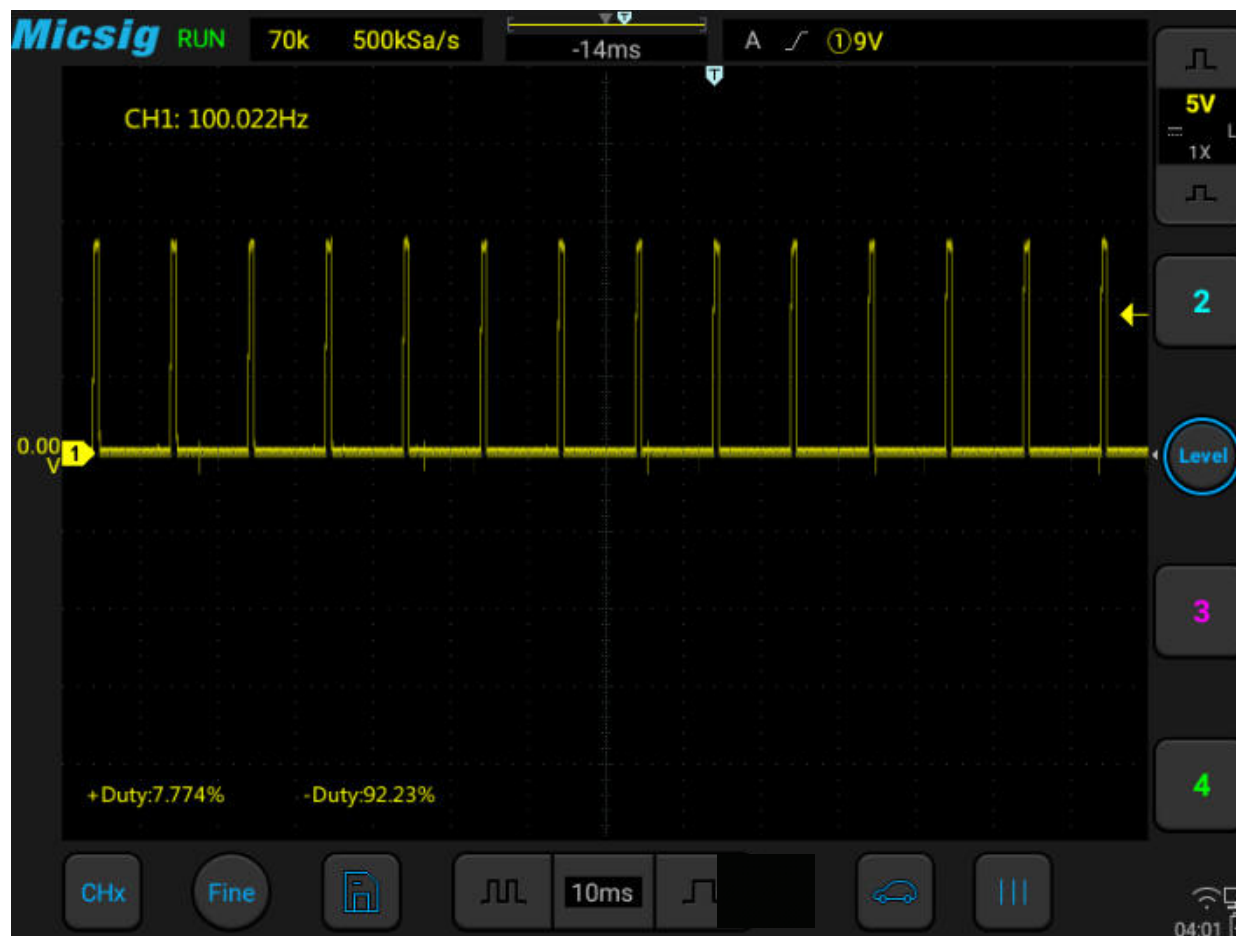 Micsig RUN 70k 500kSa/s -14ms A ①9V
T
T
CH1: 100.022Hz
5V
L
1X
2
0.00 V
1
Level
3
+Duty:7.774% -Duty:92.23%
4
CHx Fine 10ms
04:01